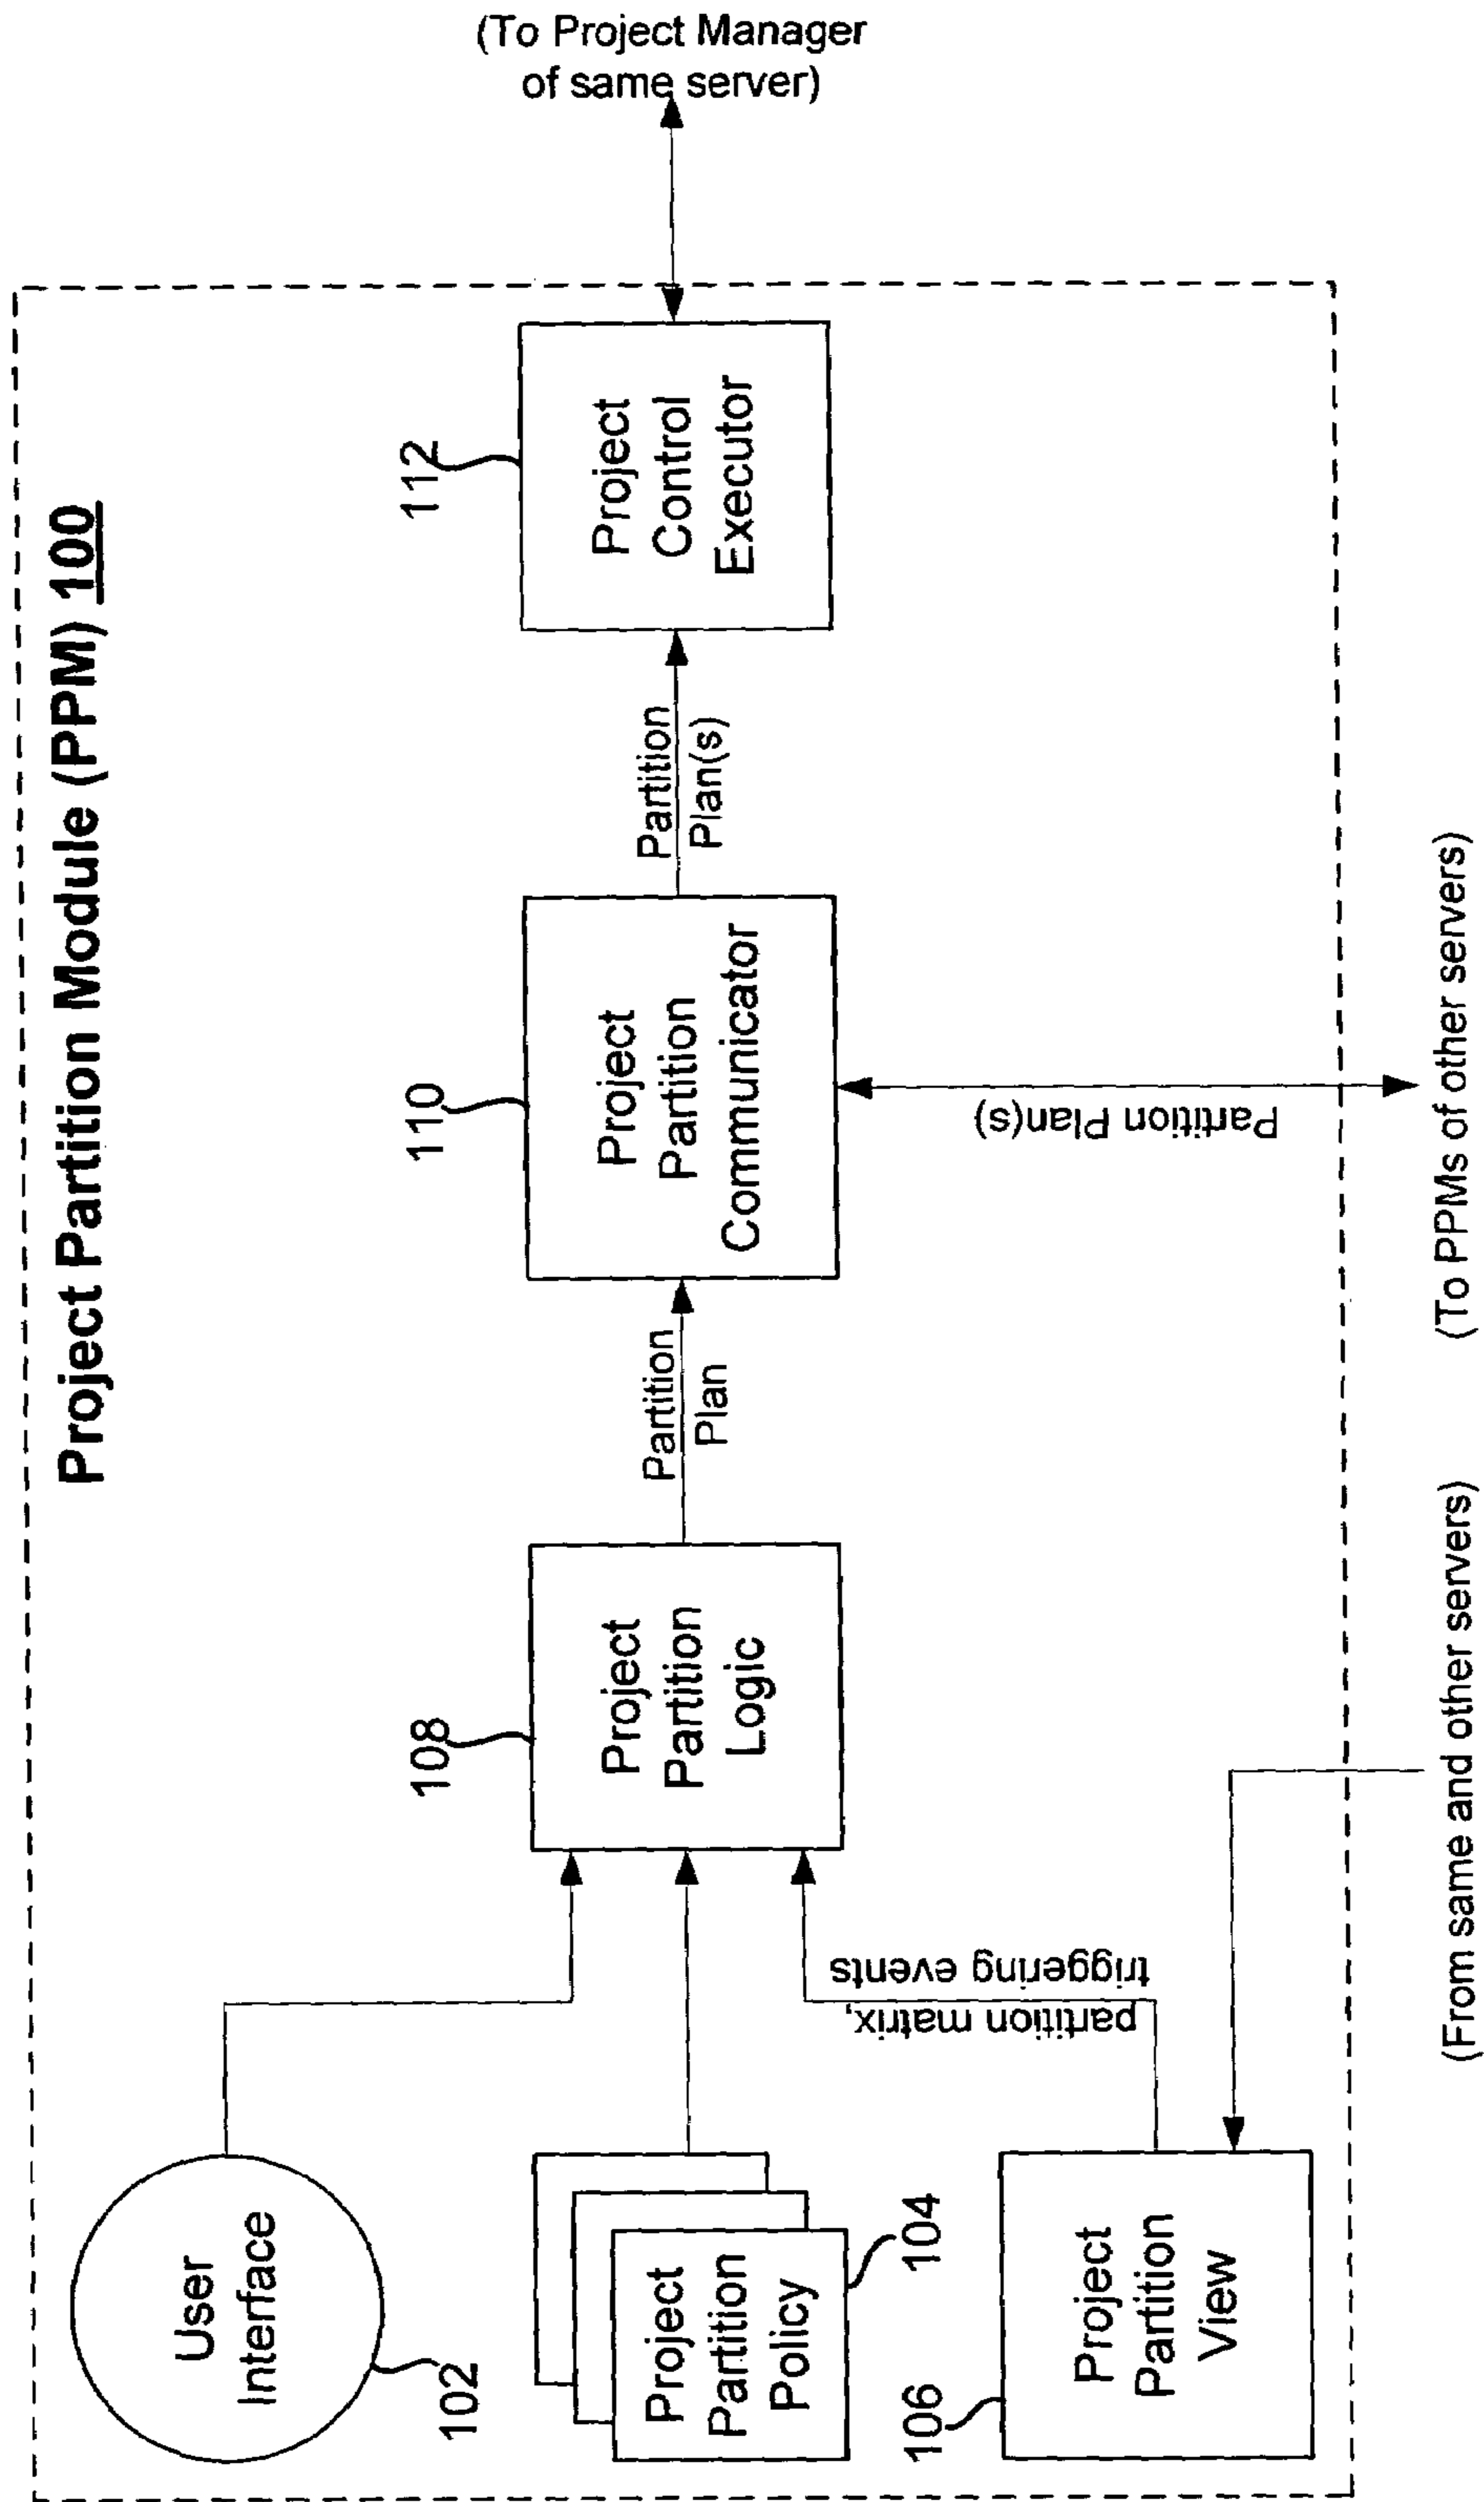 Project Partition Module (PPM) 100
User
Interface
102
Project
Partition
Policy
104
106
Project
Partition
View
partition matrix,
triggering events
(From same and other servers)
108
Project
Partition
Logic
Partition
Plan
110
Project
Partition
Communicator
Partition Plan(s)
(To PPMs of other servers)
Partition
Plan(s)
112
Project
Control
Executor
(To Project Manager
of same server)